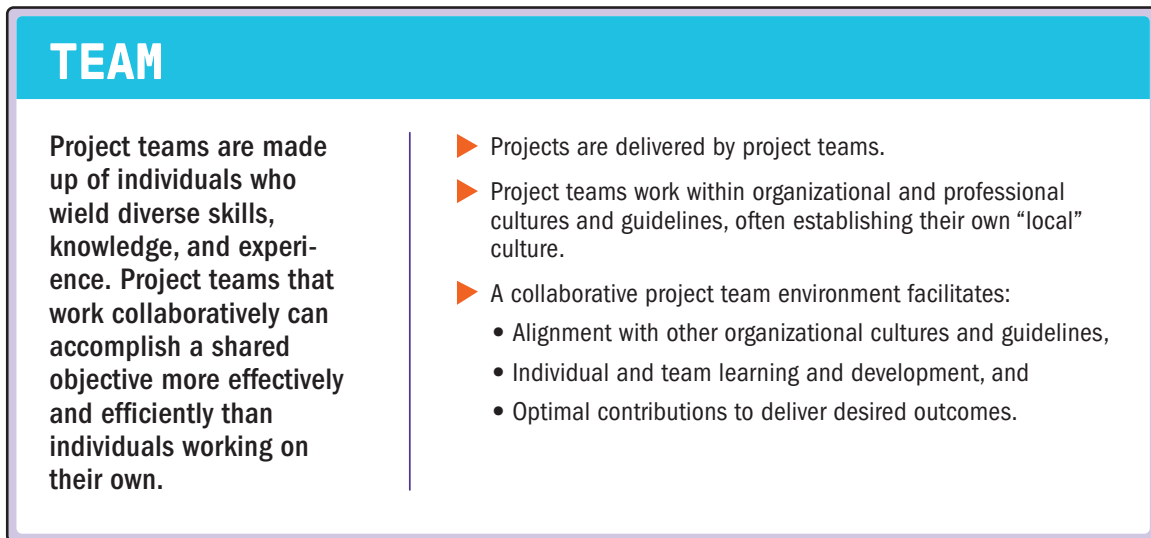 TEAM
Project teams are made
up of individuals who
wield diverse skills,
knowledge, and experi-
ence. Project teams that
work collaboratively can
accomplish a shared
objective more effectively
and efficiently than
individuals working on
their own.
Projects are delivered by project teams.
Project teams work within organizational and professional
cultures and guidelines, often establishing their own “local”
culture.
A collaborative project team environment facilitates:
• Alignment with other organizational cultures and guidelines,
• Individual and team learning and development, and
• Optimal contributions to deliver desired outcomes.